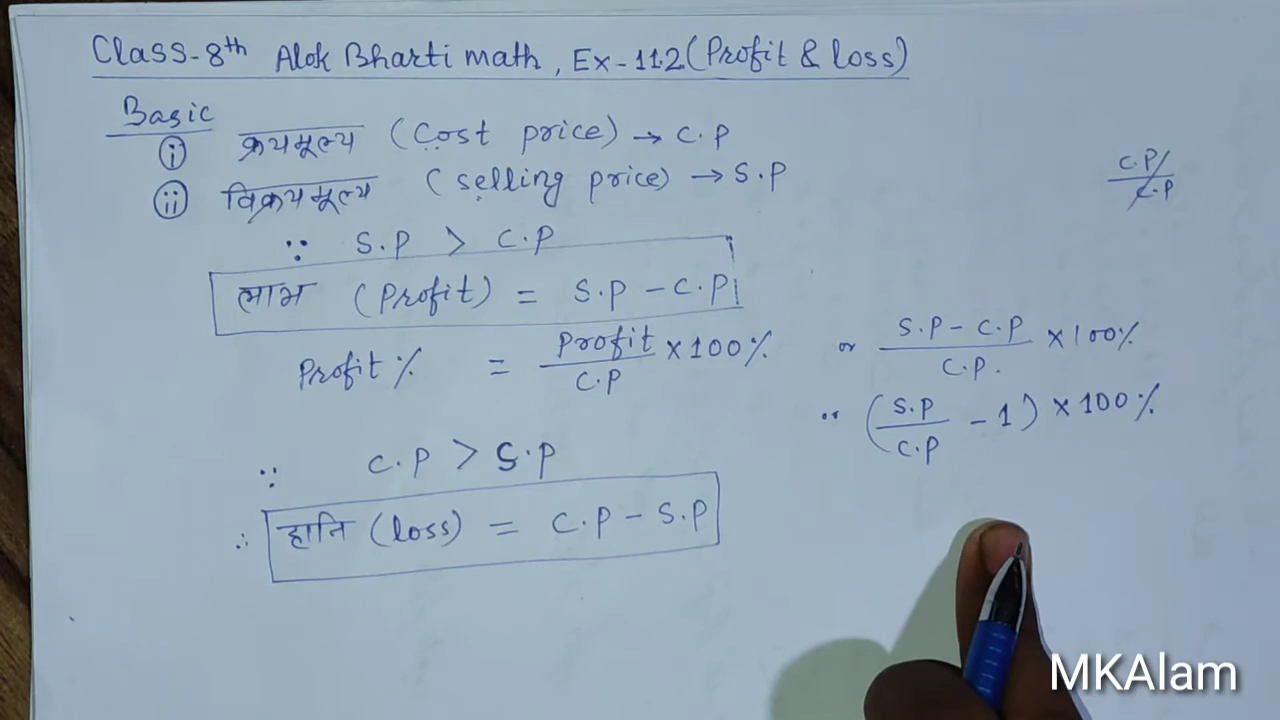 Class-8th Alok Bharti math, Ex-11.2 (Profit & loss)
Basic
(i) क्रयमूल्य (Cost price) → C.P
(ii) विक्रयमूल्य (selling price) → S.P
C.P/
C.P
∵ S.P > C.P
लाभ (Profit) = S.P - C.P
Profit % = Profit/C.P × 100%
or S.P - C.P/C.P. × 100%
or (S.P/C.P - 1) × 100%
∵ C.P > S.P
∴ हानि (loss) = C.P - S.P
MKAlam